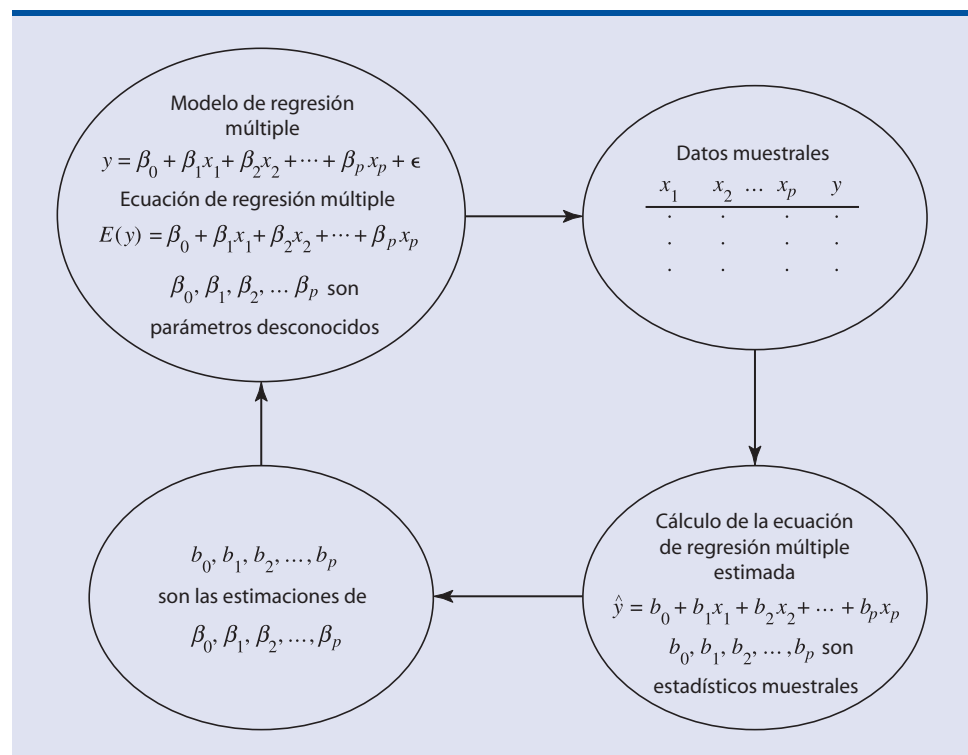 Modelo de regresión
múltiple
y = β₀ + β₁x₁ + β₂x₂ + ⋯ + βₚxₚ + ϵ
Ecuación de regresión múltiple
E(y) = β₀ + β₁x₁ + β₂x₂ + ⋯ + βₚxₚ
β₀, β₁, β₂, … βₚ son
parámetros desconocidos
Datos muestrales
x₁ x₂ … xₚ y
. . . .
. . . .
. . . .
Cálculo de la ecuación
de regresión múltiple
estimada
ŷ = b₀ + b₁x₁ + b₂x₂ + … + bₚxₚ
b₀, b₁, b₂, …, bₚ son
estadísticos muestrales
b₀, b₁, b₂, …, bₚ
son las estimaciones de
β₀, β₁, β₂, …, βₚ